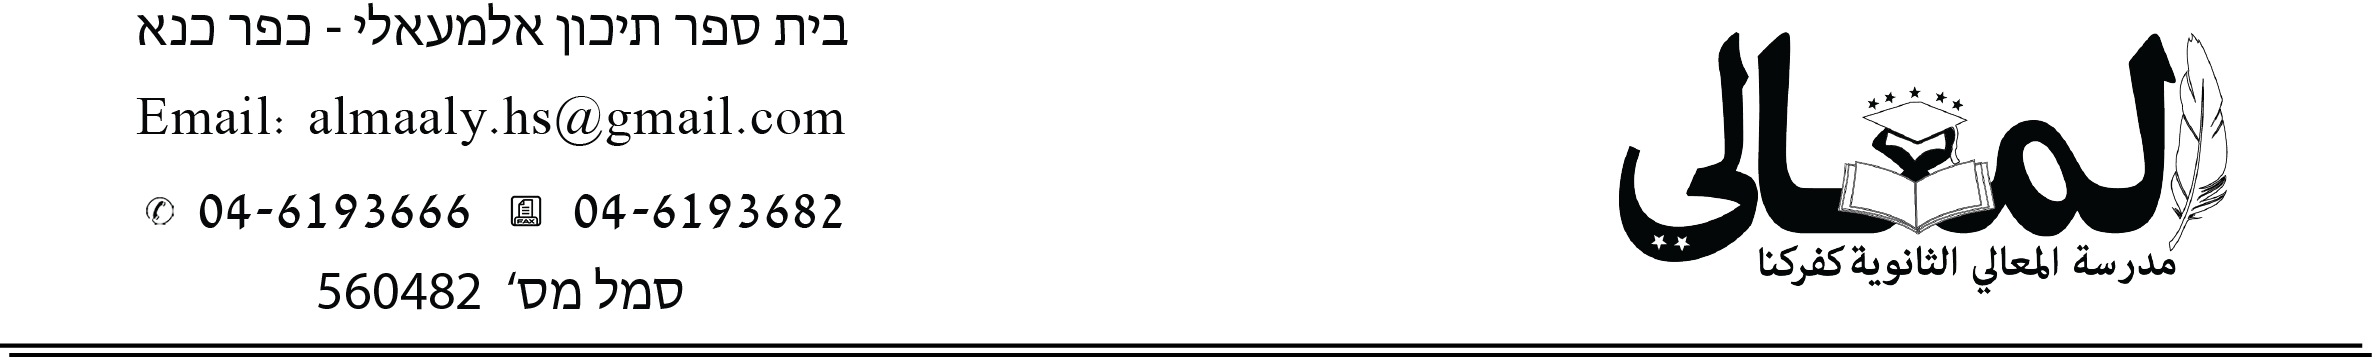 בית ספר תיכון אלמעאלי - כפר כנא
Email: almaaly.hs@gmail.com
✆ 04-6193666 FAX 04-6193682
סמל מס‘ 560482
المعالي
مدرسة المعالي الثانوية كفركنا